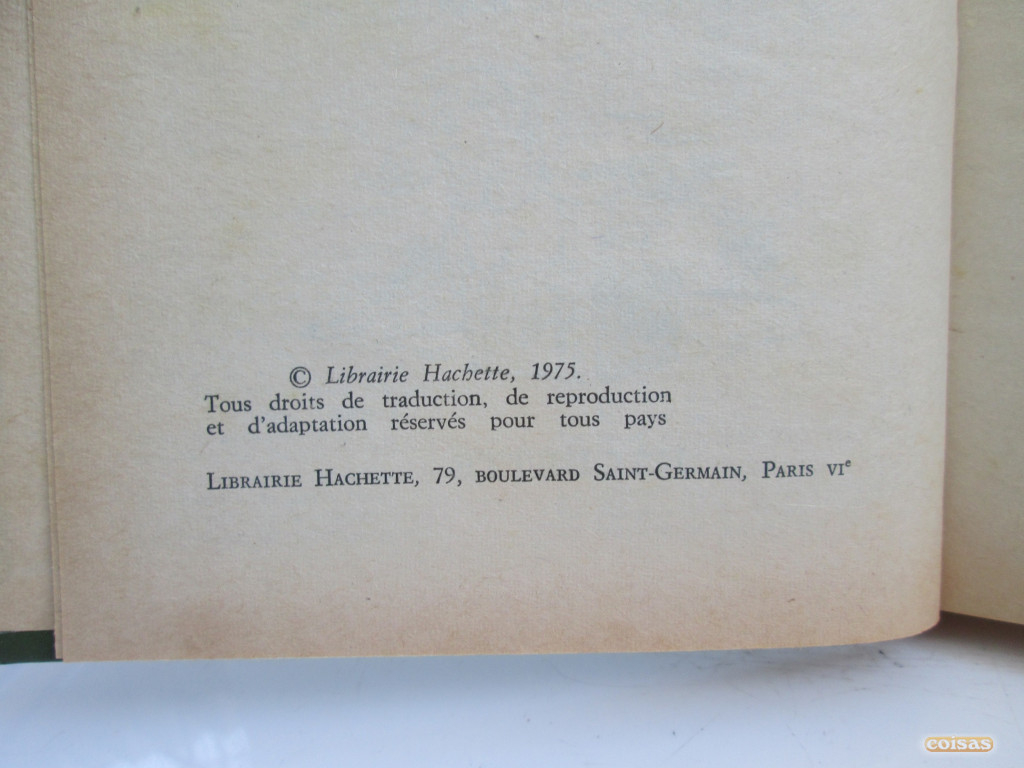 © Librairie Hachette, 1975.
Tous droits de traduction, de reproduction
et d'adaptation réservés pour tous pays
LIBRAIRIE HACHETTE, 79, BOULEVARD SAINT-GERMAIN, PARIS VIe
coisas